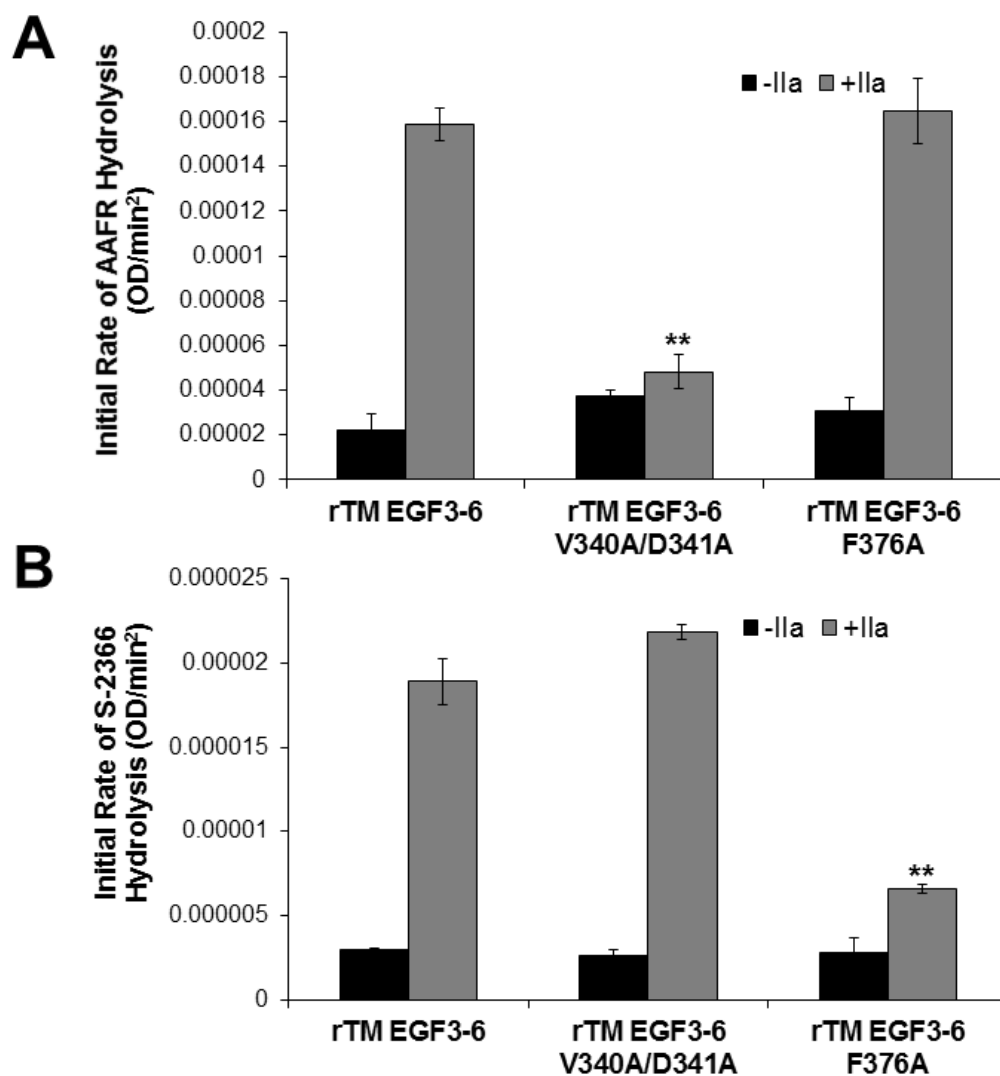 A
Initial Rate of AAFR Hydrolysis
(OD/min²)
0.0002
0.00018
0.00016
0.00014
0.00012
0.0001
0.00008
0.00006
0.00004
0.00002
0
-IIa +IIa
**
rTM EGF3-6
rTM EGF3-6
V340A/D341A
rTM EGF3-6
F376A
B
Initial Rate of S-2366
Hydrolysis (OD/min²)
0.000025
0.00002
0.000015
0.00001
0.000005
0
-IIa +IIa
**
rTM EGF3-6
rTM EGF3-6
V340A/D341A
rTM EGF3-6
F376A